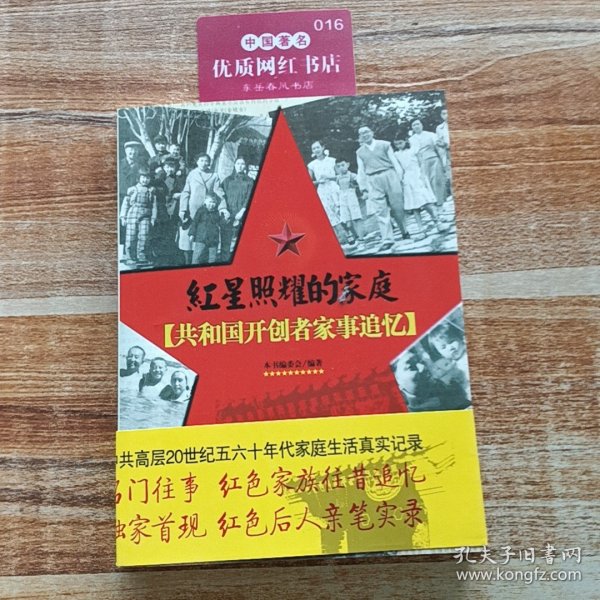 016
中国著名
优质网红书店
东岳春风书店
红星照耀的家庭
【共和国开创者家事追忆】
本书编委会/编著
共高层20世纪五六十年代家庭生活真实记录
名门往事 红色家族往昔追忆
独家首现 红色后人亲笔实录
孔夫子旧书网
www.kongfz.com